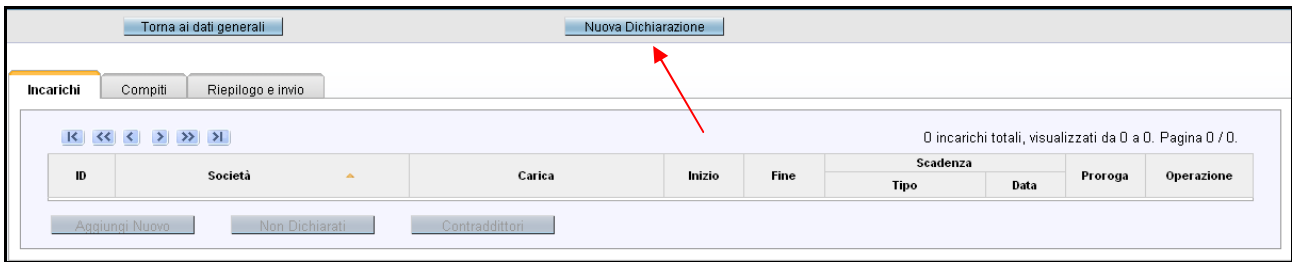 Torna ai dati generali Nuova Dichiarazione
Incarichi Compiti Riepilogo e invio
0 incarichi totali, visualizzati da 0 a 0. Pagina 0 / 0.
ID Società Carica Inizio Fine Scadenza Proroga Operazione
Tipo Data
Aggiungi Nuovo Non Dichiarati Contraddittori